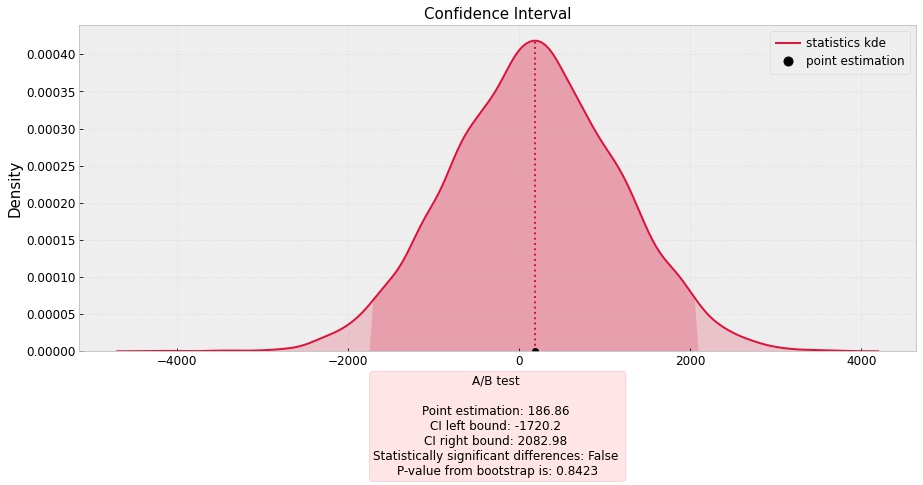 Confidence Interval
statistics kde
point estimation
Density
0.00040
0.00035
0.00030
0.00025
0.00020
0.00015
0.00010
0.00005
0.00000
−4000
−2000
0
2000
4000
A/B test
Point estimation: 186.86
CI left bound: -1720.2
CI right bound: 2082.98
Statistically significant differences: False
P-value from bootstrap is: 0.8423